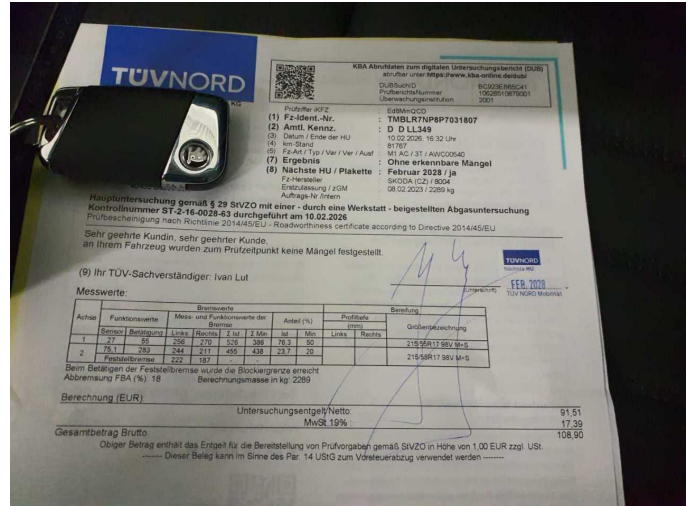 TÜVNORD
KG
KBA Abrufdaten zum digitalen Untersuchungsbericht (DUB)
abrufbar unter:https://www.kba-online.de/dub/
DUBSuchID BC923E865C41
PrüfberichtsNummer 10628510879001
Überwachungsinstitution 2001
Prüfziffer iKFZ : EdBMmQCD
(1) Fz-Ident.-Nr. : TMBLR7NP8P7031807
(2) Amtl. Kennz. : D D LL349
(3) Datum / Ende der HU : 10.02.2026, 16:32 Uhr
(4) km-Stand : 81767
(5) Fz-Art / Typ / Var / Ver / Ausf : M1 AC / 3T / AWC00540
(7) Ergebnis : Ohne erkennbare Mängel
(8) Nächste HU / Plakette : Februar 2028 / ja
Fz-Hersteller : SKODA (CZ) / 8004
Erstzulassung / zGM : 08.02.2023 / 2289 kg
Auftrags-Nr./intern
Hauptuntersuchung gemäß § 29 StVZO mit einer - durch eine Werkstatt - beigestellten Abgasuntersuchung
Kontrollnummer ST-2-16-0028-63 durchgeführt am 10.02.2026
Prüfbescheinigung nach Richtlinie 2014/45/EU - Roadworthiness certificate according to Directive 2014/45/EU
Sehr geehrte Kundin, sehr geehrter Kunde,
an Ihrem Fahrzeug wurden zum Prüfzeitpunkt keine Mängel festgestellt.
TÜVNORD
Nächste HU
FEB. 2028
TÜV NORD Mobilität
(Unterschrift)
(9) Ihr TÜV-Sachverständiger: Ivan Lut
Messwerte:
Bremswerte Bereifung
Achse Funktionswerte Mess- und Funktionswerte der Bremse Anteil (%) Profiltiefe (mm) Größenbezeichnung
Sensor Betätigung Links Rechts Σ Ist Σ Min Ist Min Links Rechts
1 27 55 256 270 526 386 76,3 50 215/55R17 98V M+S
2 75,1 283 244 211 455 438 23,7 20 215/55R17 98V M+S
Feststellbremse 222 187 - -
Beim Betätigen der Feststellbremse wurde die Blockiergrenze erreicht
Abbremsung FBA (%): 18 Berechnungsmasse in kg: 2289
Berechnung (EUR):
Untersuchungsentgelt/Netto: 91,51
MwSt.19% : 17,39
Gesamtbetrag Brutto 108,90
Obiger Betrag enthält das Entgelt für die Bereitstellung von Prüfvorgaben gemäß StVZO in Höhe von 1,00 EUR zzgl. USt.
------- Dieser Beleg kann im Sinne des Par. 14 UStG zum Vorsteuerabzug verwendet werden -------